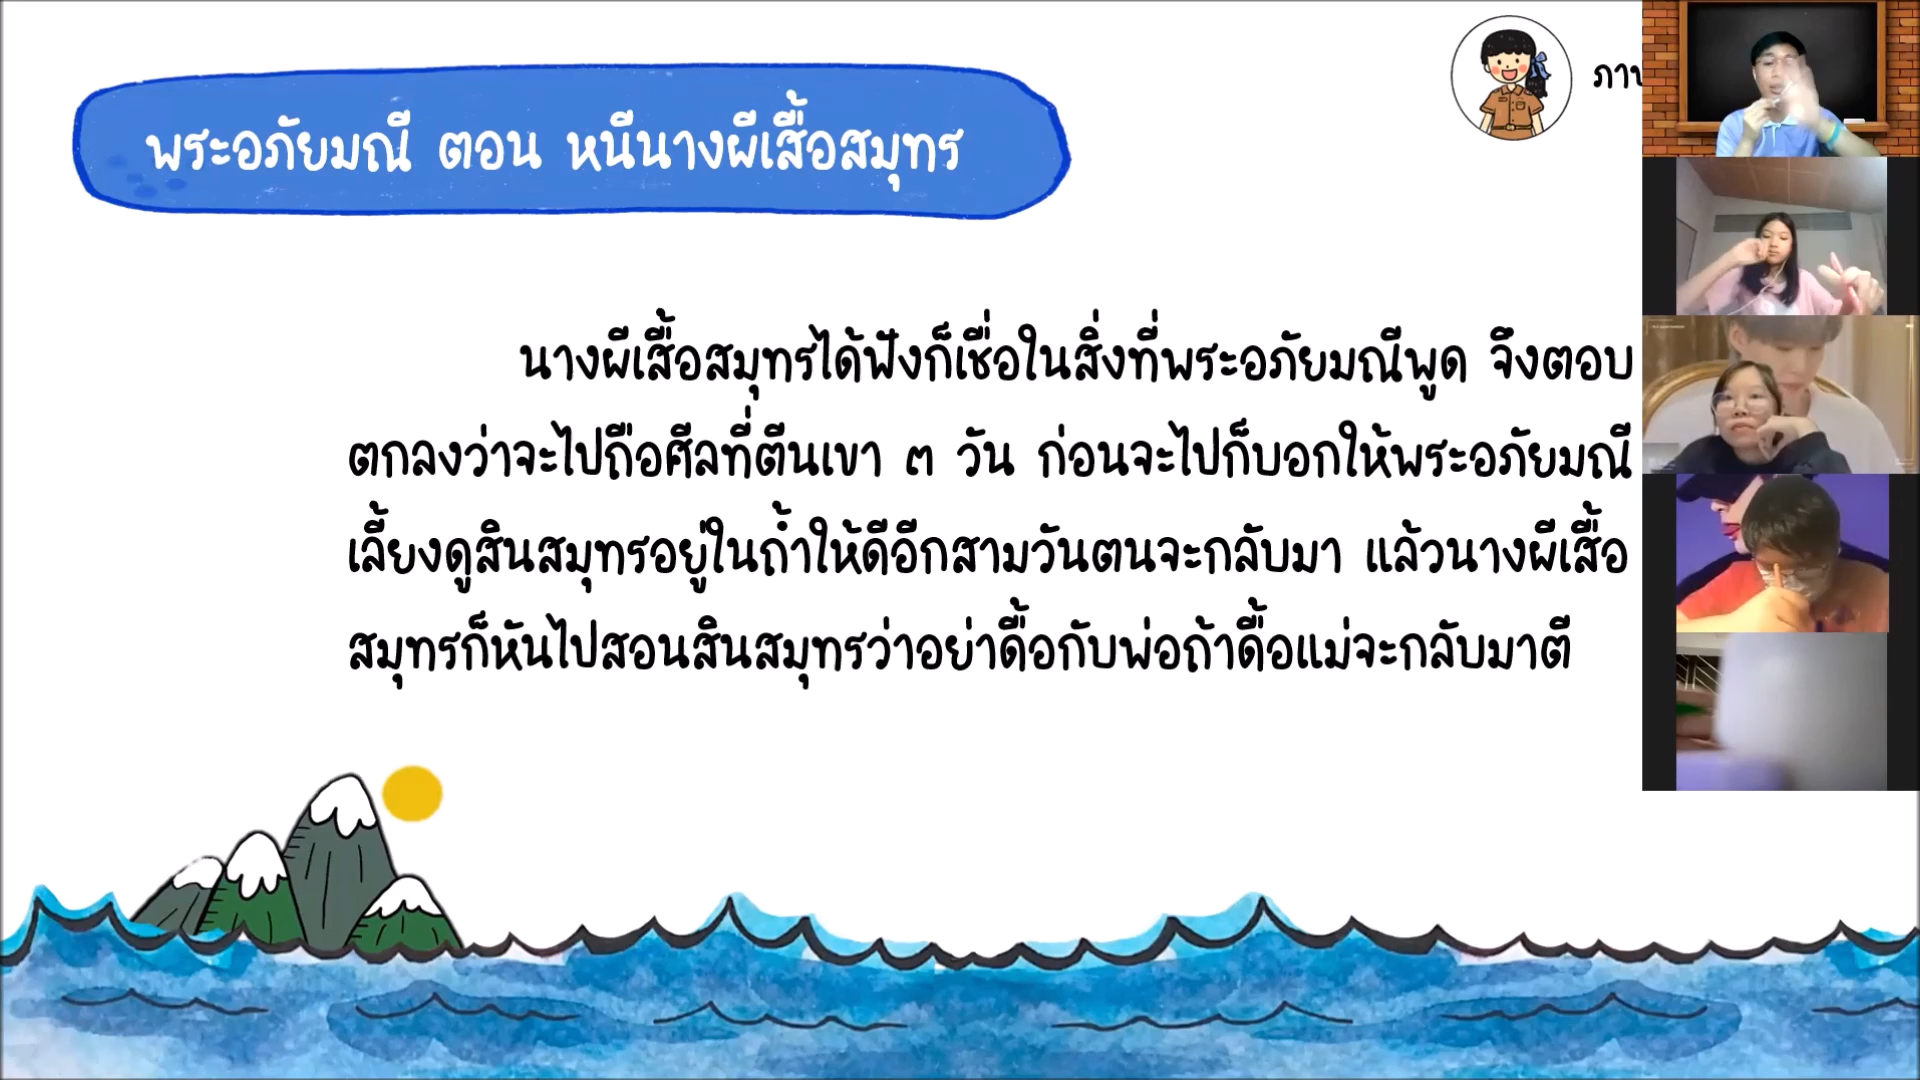 พระอภัยมณี ตอน หนีนางผีเสื้อสมุทร
นางผีเสื้อสมุทรได้ฟังก็เชื่อในสิ่งที่พระอภัยมณีพูด จึงตอบ
ตกลงว่าจะไปถือศีลที่ตีนเขา ๓ วัน ก่อนจะไปก็บอกให้พระอภัยมณี
เลี้ยงดูสินสมุทรอยู่ในถ้ำให้ดีอีกสามวันตนจะกลับมา แล้วนางผีเสื้อ
สมุทรก็หันไปสอนสินสมุทรว่าอย่าดื้อกับพ่อถ้าดื้อแม่จะกลับมาตี